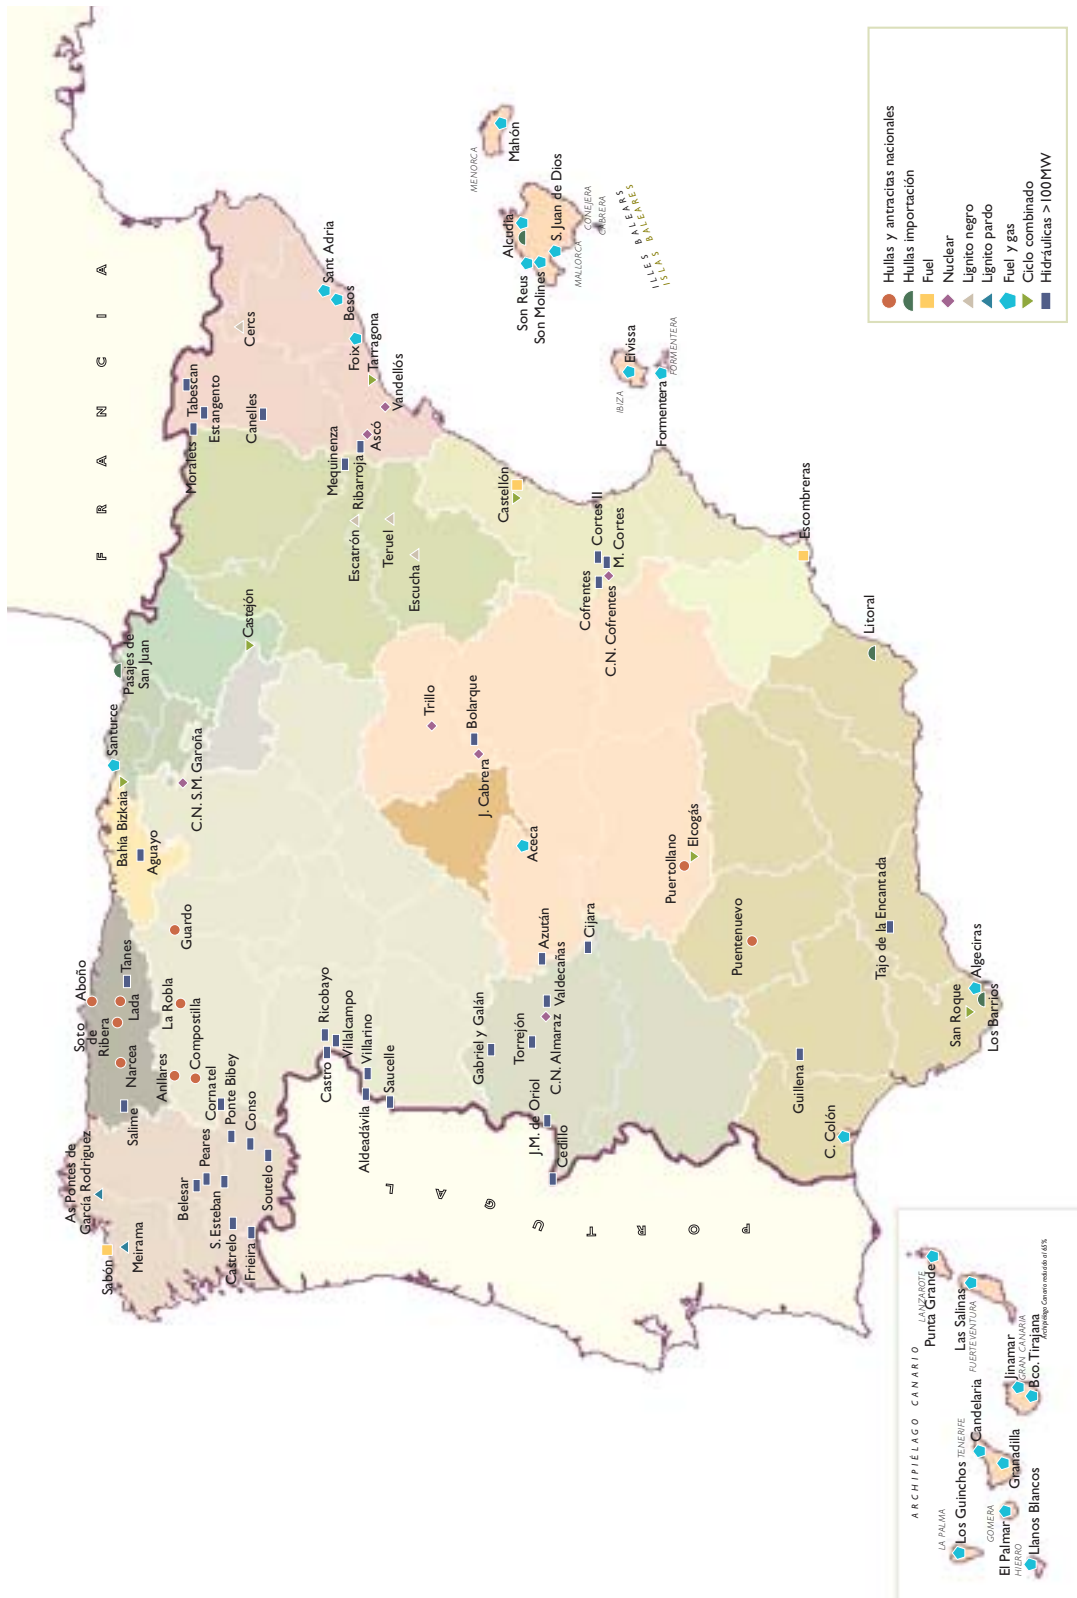 F R A N C I A
P O R T U G A L
Sabón
Meirama
As Pontes de
García Rodriguez
Belesar
Peares
S. Esteban
Castrelo
Frieira
Soutelo
Conso
Ponte Bibey
Cornatel
Salime
Narcea
Soto
de
Ribera
Aboño
Lada
Tanes
Anllares
Compostilla
La Robla
Guardo
Aguayo
Bahía Bizkaia
Santurce
C.N. S.M. Garoña
Pasajes de
San Juan
Castejón
Moralets
Tabescan
Estangento
Canelles
Cercs
Sant Adria
Besos
Foix
Tarragona
Vandellós
Ascó
Ribarroja
Mequinenza
Escatrón
Teruel
Escucha
Castellón
Cortes II
M. Cortes
Cofrentes
C.N. Cofrentes
Trillo
Bolarque
J. Cabrera
Aceca
Puertollano
Elcogás
Castro
Ricobayo
Villalcampo
Villarino
Aldeadávila
Saucelle
Gabriel y Galán
Torrejón
C.N. Almaraz
Valdecañas
Azután
Cijara
J.M. de Oriol
Cedillo
Puentenuevo
Guillena
C. Colón
Tajo de la Encantada
San Roque
Algeciras
Los Barrios
Litoral
Escombreras
MENORCA
Mahón
Alcudia
S. Juan de Dios
Son Reus
Son Molines
MALLORCA
CONEJERA
CABRERA
ILLES BALEARS
ISLAS BALEARES
IBIZA
Eivissa
Formentera
FORMENTERA
Hullas y antracitas nacionales
Hullas importación
Fuel
Nuclear
Lignito negro
Lignito pardo
Fuel y gas
Ciclo combinado
Hidráulicas >100MW
ARCHIPIÉLAGO CANARIO
LA PALMA
Los Guinchos
GOMERA
El Palmar
HIERRO
Llanos Blancos
TENERIFE
Candelaria
Granadilla
GRAN CANARIA
Jinamar
Bco. Tirajana
FUERTEVENTURA
Las Salinas
LANZAROTE
Punta Grande
Archipiélago Canario reducido al 65%